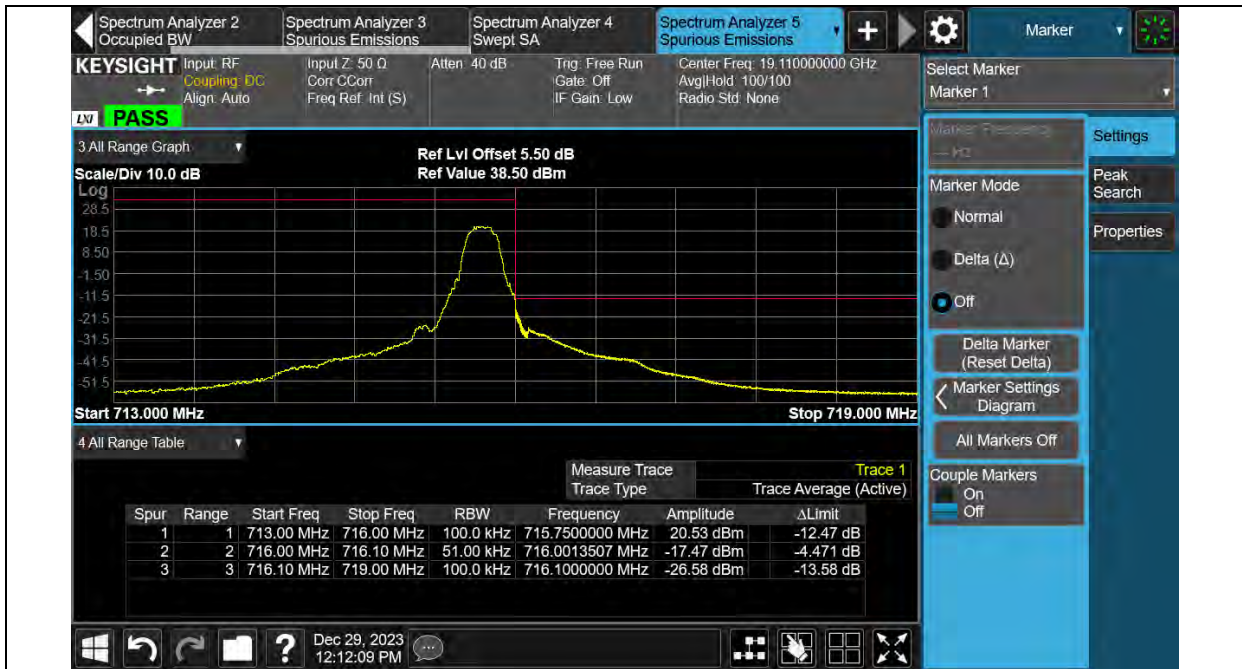 Spectrum Analyzer 2
Occupied BW
Spectrum Analyzer 3
Spurious Emissions
Spectrum Analyzer 4
Swept SA
Spectrum Analyzer 5
Spurious Emissions
+
Marker
KEYSIGHT
Input: RF
Coupling: DC
Align: Auto
Input Z: 50 Ω
Corr CCorr
Freq Ref: Int (S)
Atten: 40 dB
Trig: Free Run
Gate: Off
IF Gain: Low
Center Freq: 19.110000000 GHz
Avg|Hold: 100/100
Radio Std: None
LXI PASS
Select Marker
Marker 1
3 All Range Graph
Ref Lvl Offset 5.50 dB
Scale/Div 10.0 dB
Ref Value 38.50 dBm
Log
28.5
18.5
8.50
-1.50
-11.5
-21.5
-31.5
-41.5
-51.5
Start 713.000 MHz
Stop 719.000 MHz
Marker Frequency
--- Hz
Settings
Peak Search
Properties
Marker Mode
Normal
Delta (Δ)
Off
Delta Marker
(Reset Delta)
Marker Settings
Diagram
All Markers Off
Couple Markers
On
Off
4 All Range Table
Measure Trace Trace 1
Trace Type Trace Average (Active)
Spur Range Start Freq Stop Freq RBW Frequency Amplitude ΔLimit
1 1 713.00 MHz 716.00 MHz 100.0 kHz 715.7500000 MHz 20.53 dBm -12.47 dB
2 2 716.00 MHz 716.10 MHz 51.00 kHz 716.0013507 MHz -17.47 dBm -4.471 dB
3 3 716.10 MHz 719.00 MHz 100.0 kHz 716.1000000 MHz -26.58 dBm -13.58 dB
?
Dec 29, 2023
12:12:09 PM